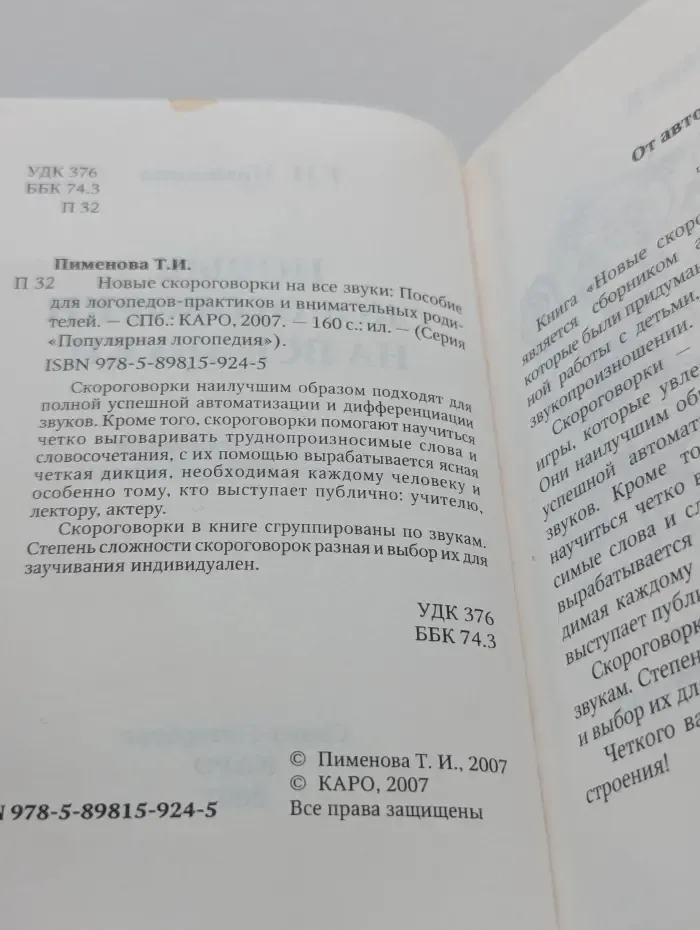 УДК 376
ББК 74.3
П 32
Пименова Т.И.
П 32 Новые скороговорки на все звуки: Пособие
для логопедов-практиков и внимательных роди-
телей. — СПб.: КАРО, 2007. — 160 с.: ил. — (Серия
«Популярная логопедия»).
ISBN 978-5-89815-924-5
Скороговорки наилучшим образом подходят для
полной успешной автоматизации и дифференциации
звуков. Кроме того, скороговорки помогают научиться
четко выговаривать труднопроизносимые слова и
словосочетания, с их помощью вырабатывается ясная
четкая дикция, необходимая каждому человеку и
особенно тому, кто выступает публично: учителю,
лектору, актеру.
Скороговорки в книге сгруппированы по звукам.
Степень сложности скороговорок разная и выбор их для
заучивания индивидуален.
УДК 376
ББК 74.3
© Пименова Т. И., 2007
© КАРО, 2007
Все права защищены
N 978-5-89815-924-5
От авто
Книга «Новые скоро
является сборником а
которые были придуман
ной работы с детьми.
звукопроизношении.
Скороговорки —
игры, которые увле
Они наилучшим об
успешной автомат
звуков. Кроме то
научиться четко в
симые слова и сл
вырабатывается
димая каждому
выступает публи
Скороговорк
звукам. Степен
и выбор их дл
Четкого ва
строения!